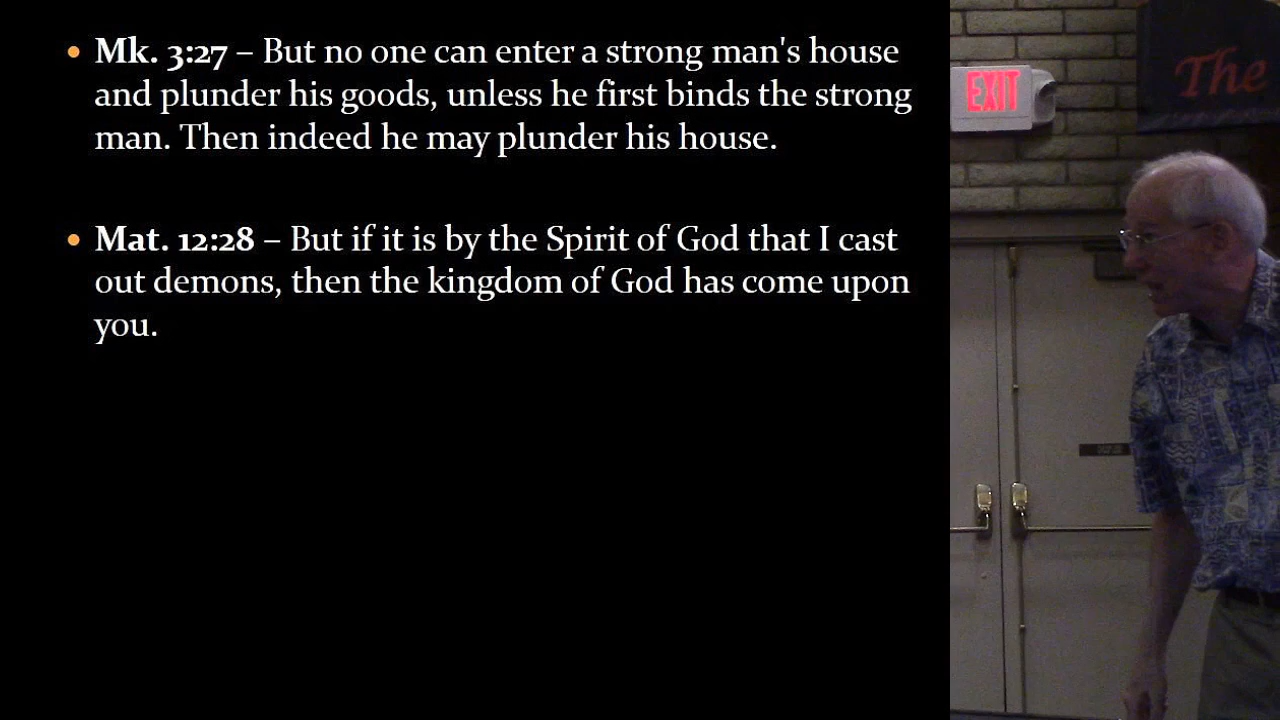 • Mk. 3:27 – But no one can enter a strong man's house
and plunder his goods, unless he first binds the strong
man. Then indeed he may plunder his house.
• Mat. 12:28 – But if it is by the Spirit of God that I cast
out demons, then the kingdom of God has come upon
you.
EXIT
The